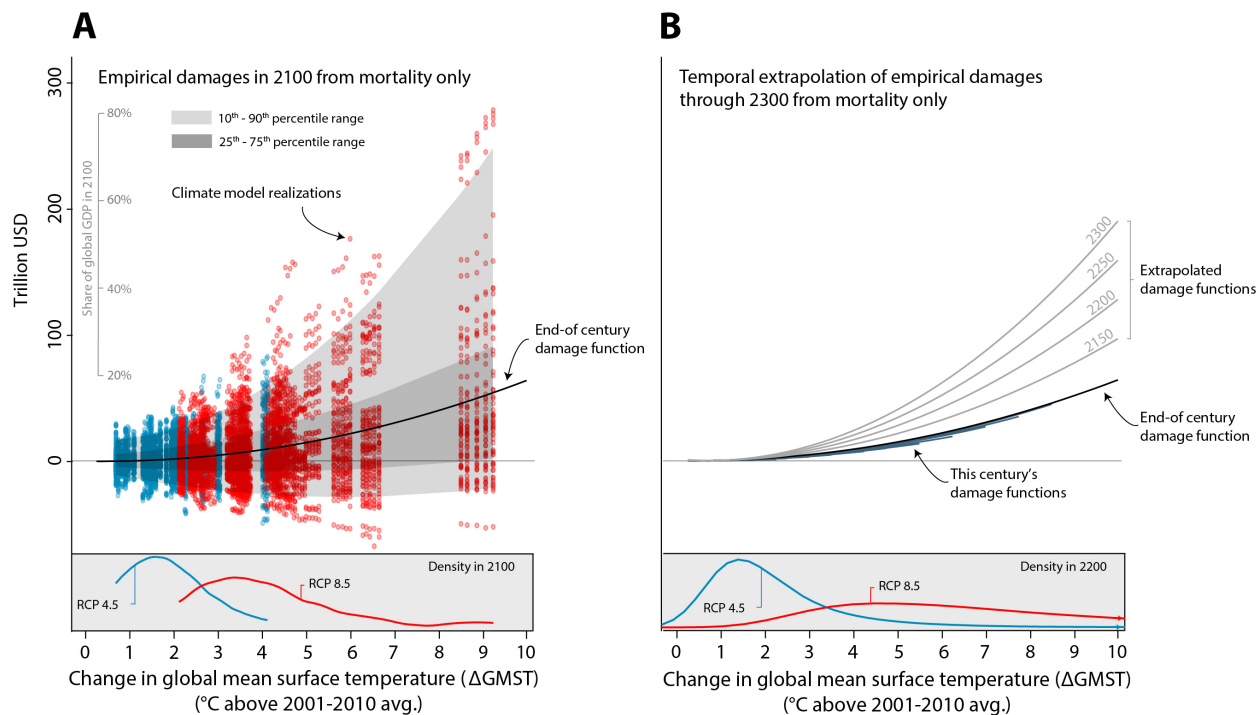 A
Empirical damages in 2100 from mortality only
10th - 90th percentile range
25th - 75th percentile range
Climate model realizations
End-of century
damage function
Trillion USD
300
200
100
0
Share of global GDP in 2100
80%
60%
40%
20%
Density in 2100
RCP 4.5
RCP 8.5
0 1 2 3 4 5 6 7 8 9 10
Change in global mean surface temperature (ΔGMST)
(°C above 2001-2010 avg.)
B
Temporal extrapolation of empirical damages
through 2300 from mortality only
2300
2250
2200
2150
Extrapolated
damage functions
End-of century
damage function
This century's
damage functions
Density in 2200
RCP 4.5
RCP 8.5
0 1 2 3 4 5 6 7 8 9 10
Change in global mean surface temperature (ΔGMST)
(°C above 2001-2010 avg.)